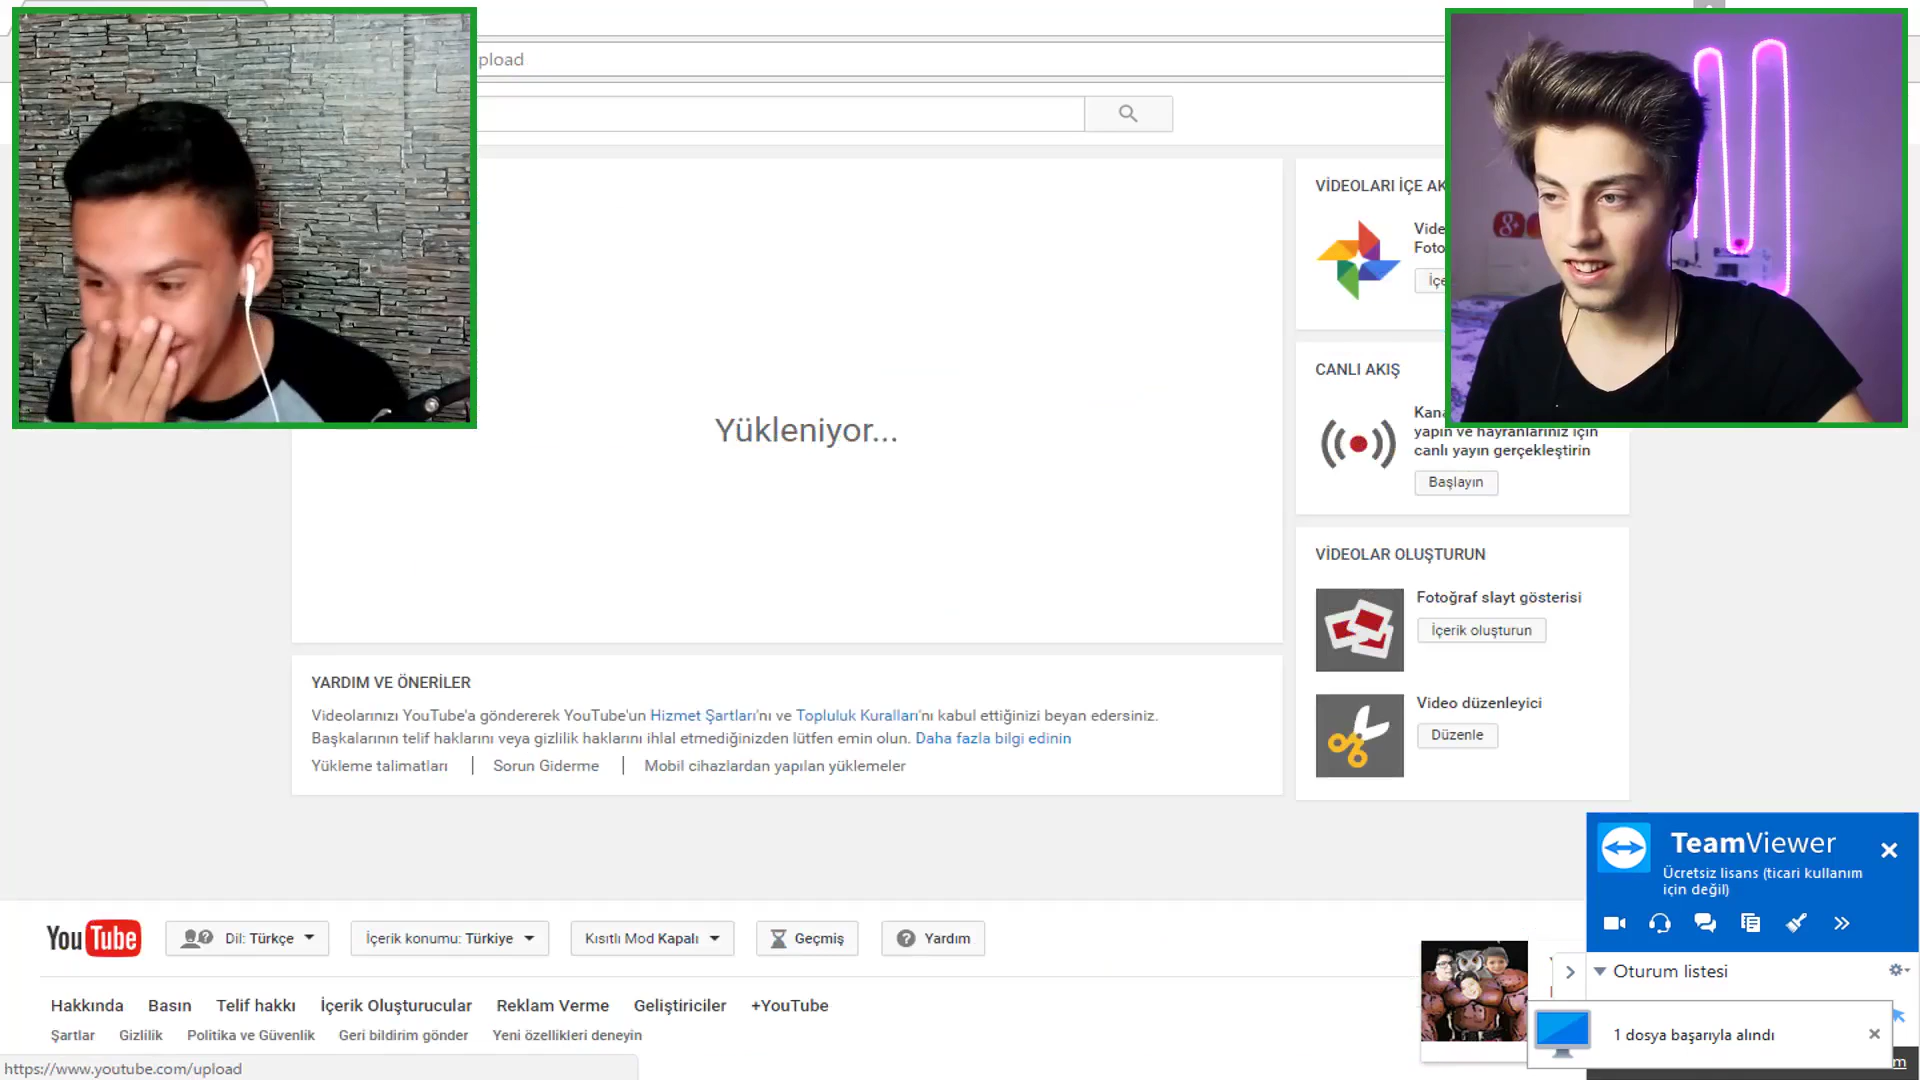 pload
VİDEOLARI İÇE AK
Vide
Foto
İçe
Yükleniyor...
CANLI AKIŞ
Kana
yapın ve hayranlarınız için
canlı yayın gerçekleştirin
Başlayın
VİDEOLAR OLUŞTURUN
Fotoğraf slayt gösterisi
İçerik oluşturun
Video düzenleyici
Düzenle
YARDIM VE ÖNERİLER
Videolarınızı YouTube'a göndererek YouTube'un Hizmet Şartları'nı ve Topluluk Kuralları'nı kabul ettiğinizi beyan edersiniz.
Başkalarının telif haklarını veya gizlilik haklarını ihlal etmediğinizden lütfen emin olun. Daha fazla bilgi edinin
Yükleme talimatları | Sorun Giderme | Mobil cihazlardan yapılan yüklemeler
TeamViewer
Ücretsiz lisans (ticari kullanım
için değil)
Oturum listesi
1 dosya başarıyla alındı
YouTube Dil: Türkçe İçerik konumu: Türkiye Kısıtlı Mod Kapalı Geçmiş Yardım
Hakkında Basın Telif hakkı İçerik Oluşturucular Reklam Verme Geliştiriciler +YouTube
Şartlar Gizlilik Politika ve Güvenlik Geri bildirim gönder Yeni özellikleri deneyin
https://www.youtube.com/upload